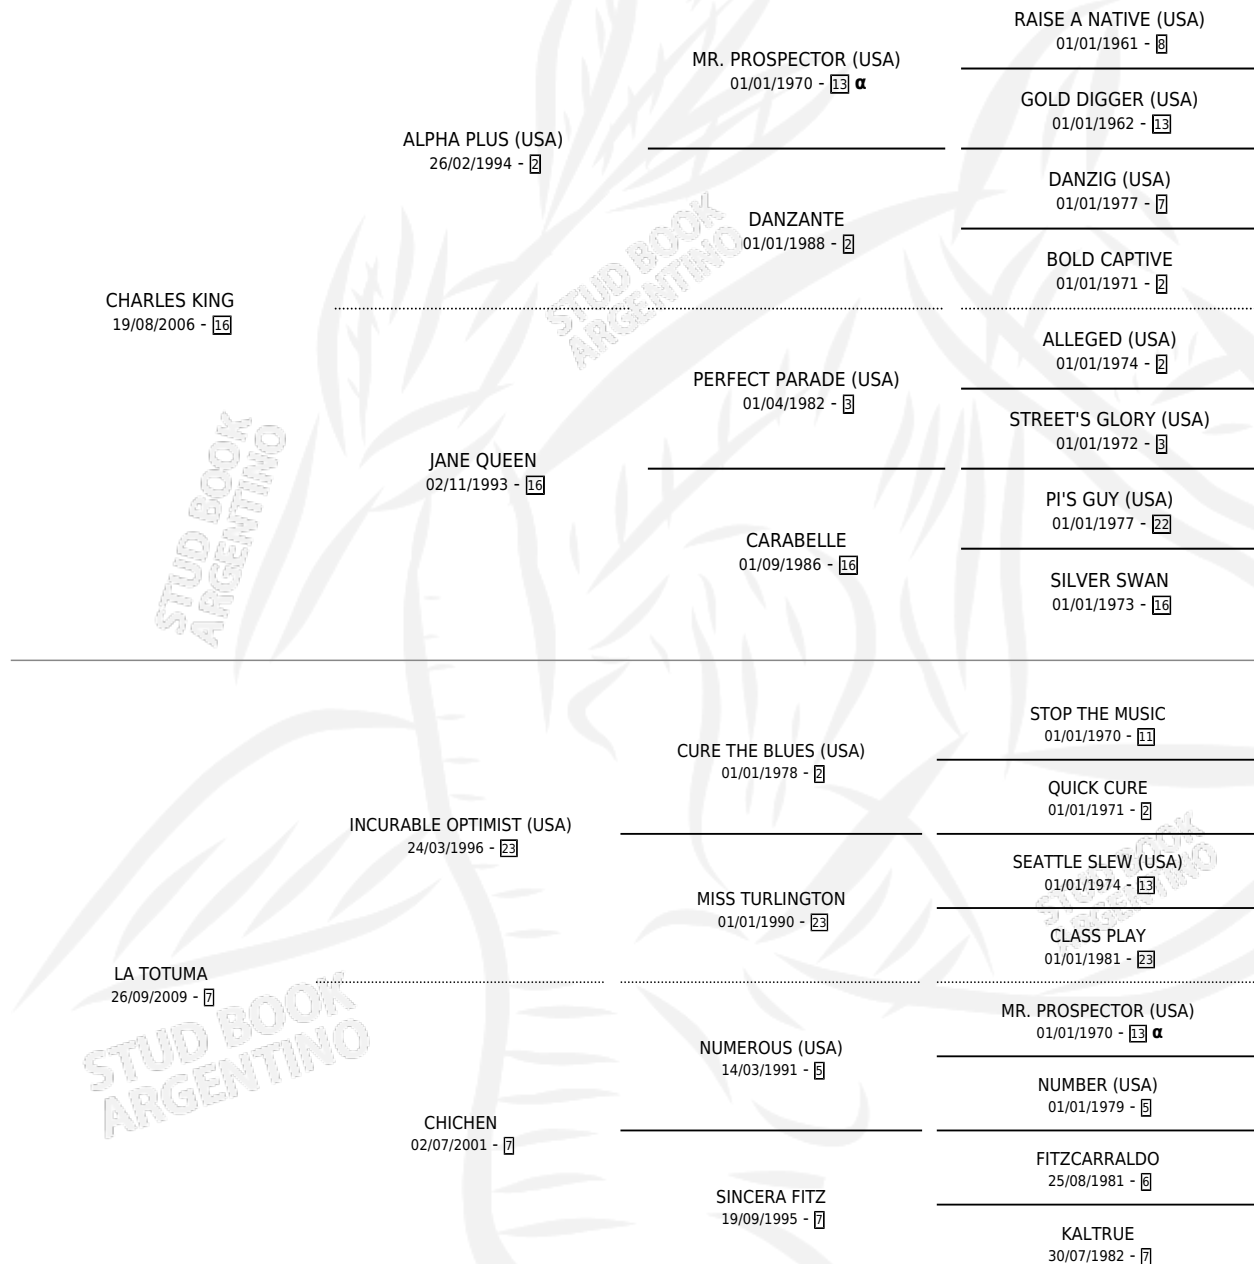 RAISE A NATIVE (USA)
01/01/1961 - 8
MR. PROSPECTOR (USA)
01/01/1970 - 13 α
GOLD DIGGER (USA)
01/01/1962 - 13
ALPHA PLUS (USA)
26/02/1994 - 2
DANZIG (USA)
01/01/1977 - 7
DANZANTE
01/01/1988 - 2
BOLD CAPTIVE
01/01/1971 - 2
CHARLES KING
19/08/2006 - 16
ALLEGED (USA)
01/01/1974 - 2
PERFECT PARADE (USA)
01/04/1982 - 3
STREET'S GLORY (USA)
01/01/1972 - 3
JANE QUEEN
02/11/1993 - 16
PI'S GUY (USA)
01/01/1977 - 22
CARABELLE
01/09/1986 - 16
SILVER SWAN
01/01/1973 - 16
STOP THE MUSIC
01/01/1970 - 11
CURE THE BLUES (USA)
01/01/1978 - 2
QUICK CURE
01/01/1971 - 2
INCURABLE OPTIMIST (USA)
24/03/1996 - 23
SEATTLE SLEW (USA)
01/01/1974 - 13
MISS TURLINGTON
01/01/1990 - 23
CLASS PLAY
01/01/1981 - 23
LA TOTUMA
26/09/2009 - 7
MR. PROSPECTOR (USA)
01/01/1970 - 13 α
NUMEROUS (USA)
14/03/1991 - 5
NUMBER (USA)
01/01/1979 - 5
CHICHEN
02/07/2001 - 7
FITZCARRALDO
25/08/1981 - 6
SINCERA FITZ
19/09/1995 - 7
KALTRUE
30/07/1982 - 7
STUD BOOK
ARGENTINO
STUD BOOK
ARGENTINO
STUD BOOK
ARGENTINO
STUD BOOK
ARGENTINO